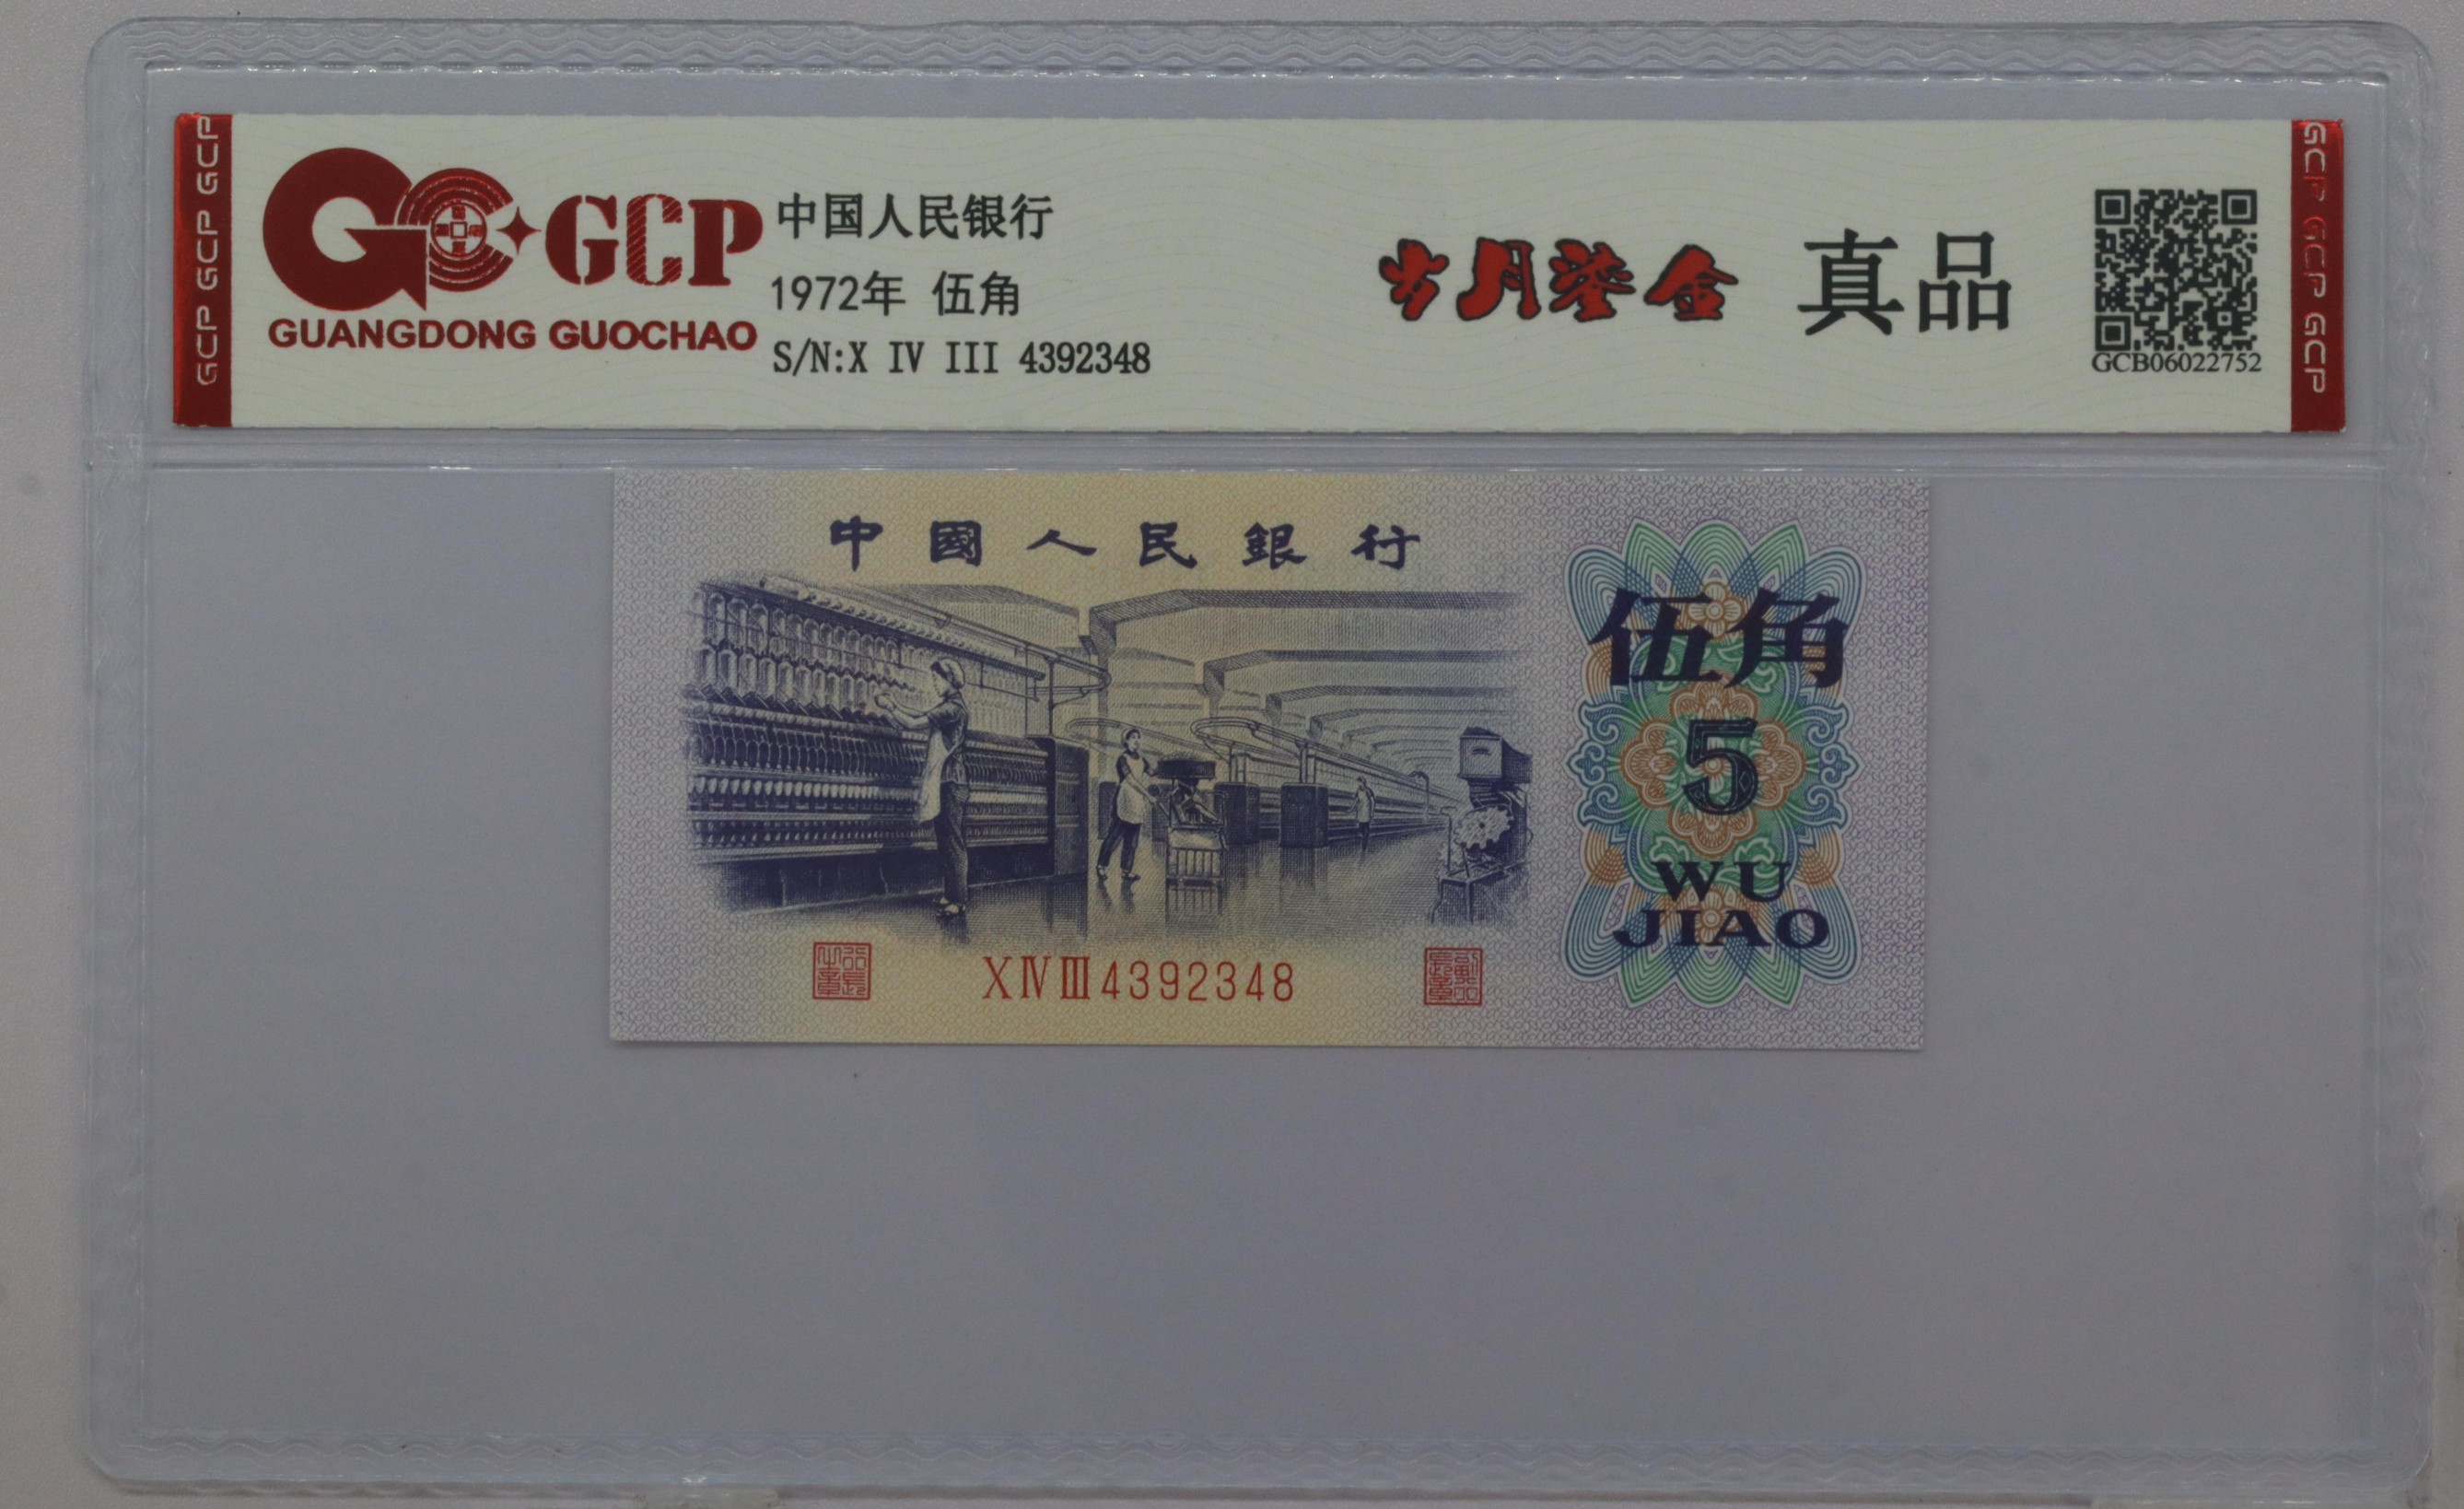 GCP GCP GCP
GCP
GUANGDONG GUOCHAO
中国人民银行
1972年 伍角
S/N:X IV III 4392348
岁月鎏金 真品
GCB06022752
GCP GCP GCP
中國人民銀行
伍角
5
WU
JIAO
XⅣⅢ4392348